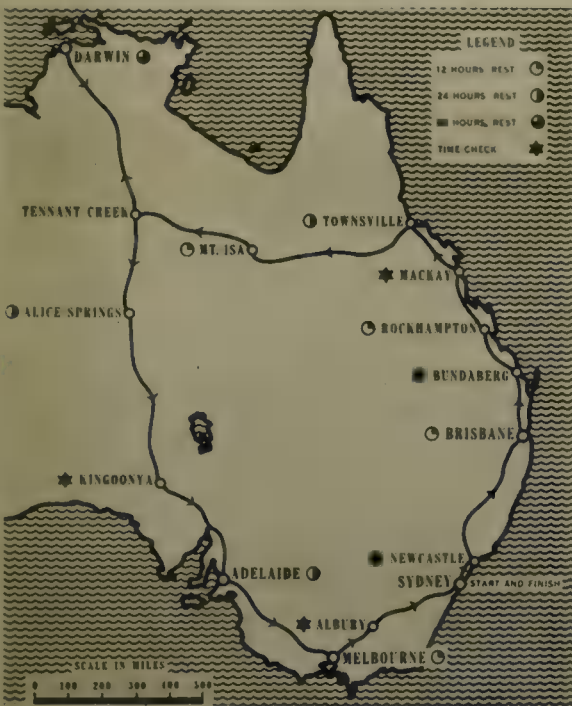 LEGEND
12 HOURS REST
24 HOURS REST
HOURS REST
TIME CHECK
DARWIN
TENNANT CREEK
TOWNSVILLE
MT. ISA
MACKAY
ALICE SPRINGS
ROCKHAMPTON
BUNDABERG
BRISBANE
KINGOONYA
NEWCASTLE
ADELAIDE
SYDNEY
START AND FINISH
ALBURY
MELBOURNE
SCALE IN MILES
0 100 200 300 400 500